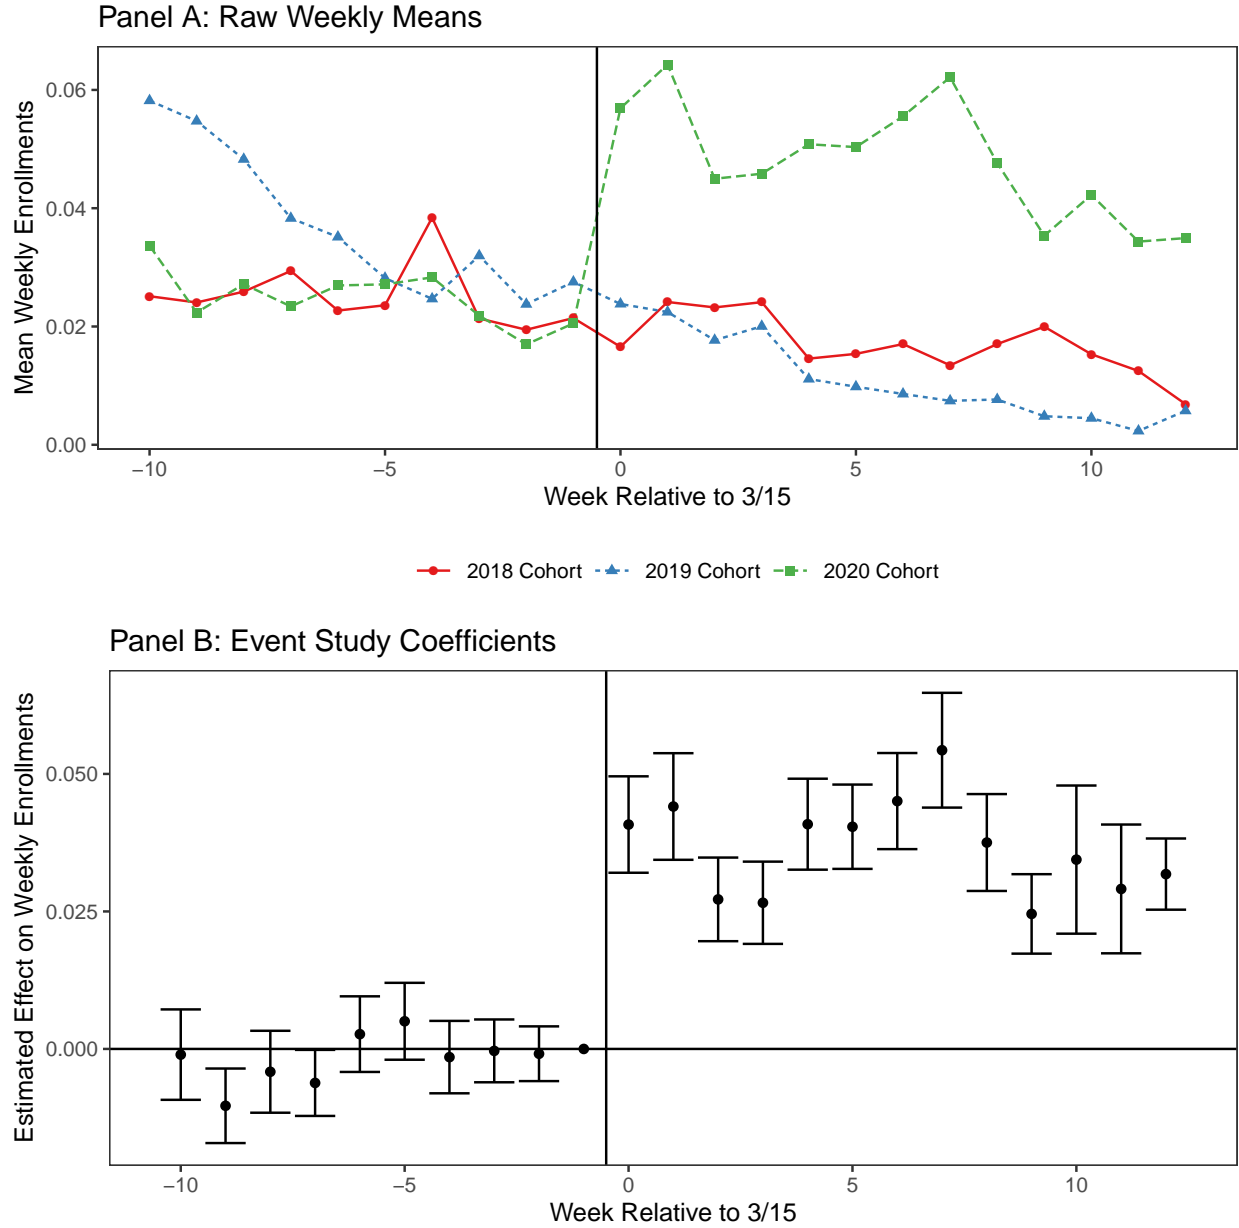 Panel A: Raw Weekly Means
Mean Weekly Enrollments
0.06
0.04
0.02
0.00
−10 −5 0 5 10
Week Relative to 3/15
2018 Cohort 2019 Cohort 2020 Cohort
Panel B: Event Study Coefficients
Estimated Effect on Weekly Enrollments
0.050
0.025
0.000
−10 −5 0 5 10
Week Relative to 3/15